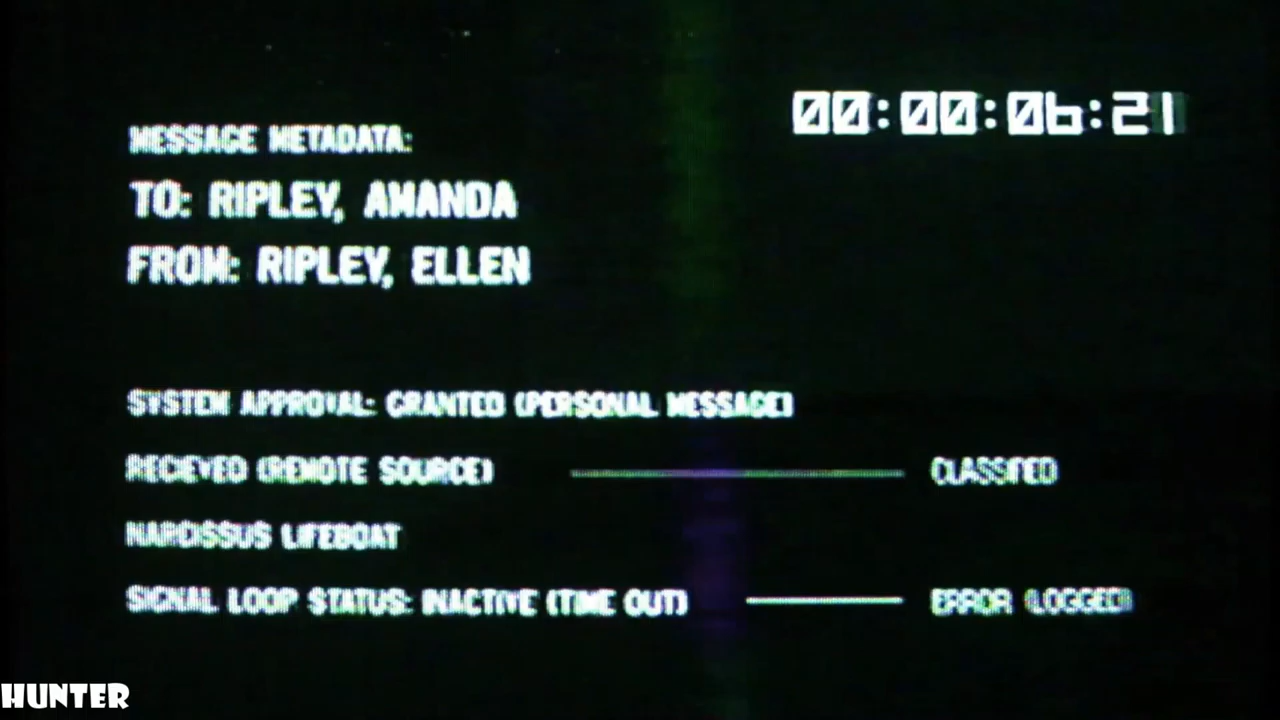 00:00:06:21
MESSAGE METADATA:
TO: RIPLEY, AMANDA
FROM: RIPLEY, ELLEN
SYSTEM APPROVAL: GRANTED (PERSONAL MESSAGE)
RECIEVED (REMOTE SOURCE) CLASSIFIED
NARCISSUS LIFEBOAT
SIGNAL LOOP STATUS: INACTIVE (TIME OUT) ERROR (LOGGED)
HUNTER